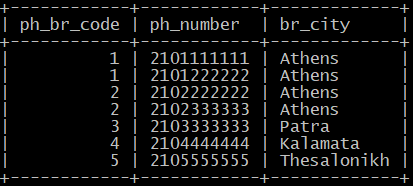 ph_br_code | ph_number | br_city
1 | 2101111111 | Athens
1 | 2101222222 | Athens
2 | 2102222222 | Athens
2 | 2102333333 | Athens
3 | 2103333333 | Patra
4 | 2104444444 | Kalamata
5 | 2105555555 | Thesalonikh